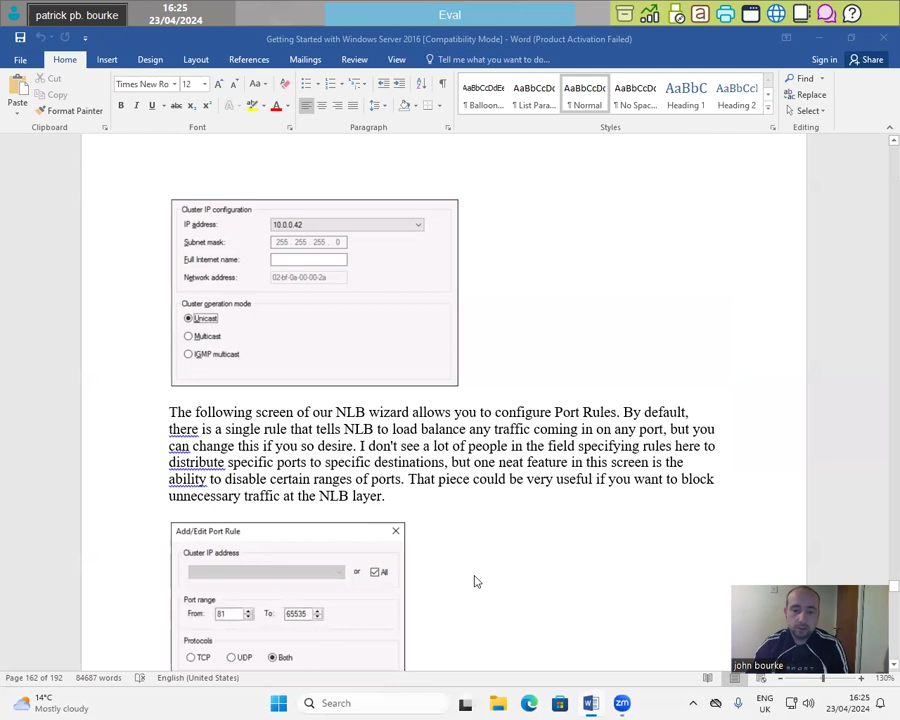 patrick pb. bourke
16:25
23/04/2024
Eval
Getting Started with Windows Server 2016 [Compatibility Mode] - Word (Product Activation Failed)
File Home Insert Design Layout References Mailings Review View Tell me what you want to do... Sign in Share
Paste
Cut
Copy
Format Painter
Clipboard
Times New Ro 12
Font
Paragraph
AaBbCcDdEe AaBbCcDc AaBbCcDc AaBbCcDc AaBbC AaBbCcl
¶ Balloon... ¶ List Para... ¶ Normal ¶ No Spac... Heading 1 Heading 2
Styles
Find
Replace
Select
Editing
Cluster IP configuration
IP address: 10.0.0.42
Subnet mask: 255 . 255 . 255 . 0
Full Internet name:
Network address: 02-bf-0a-00-00-2a
Cluster operation mode
Unicast
Multicast
IGMP multicast
The following screen of our NLB wizard allows you to configure Port Rules. By default,
there is a single rule that tells NLB to load balance any traffic coming in on any port, but you
can change this if you so desire. I don't see a lot of people in the field specifying rules here to
distribute specific ports to specific destinations, but one neat feature in this screen is the
ability to disable certain ranges of ports. That piece could be very useful if you want to block
unnecessary traffic at the NLB layer.
Add/Edit Port Rule
Cluster IP address
or All
Port range
From: 81 To: 65535
Protocols
TCP UDP Both
john bourke
Page 162 of 192 84687 words English (United States) 130%
14°C
Mostly cloudy
Search
ENG
UK
16:25
23/04/2024